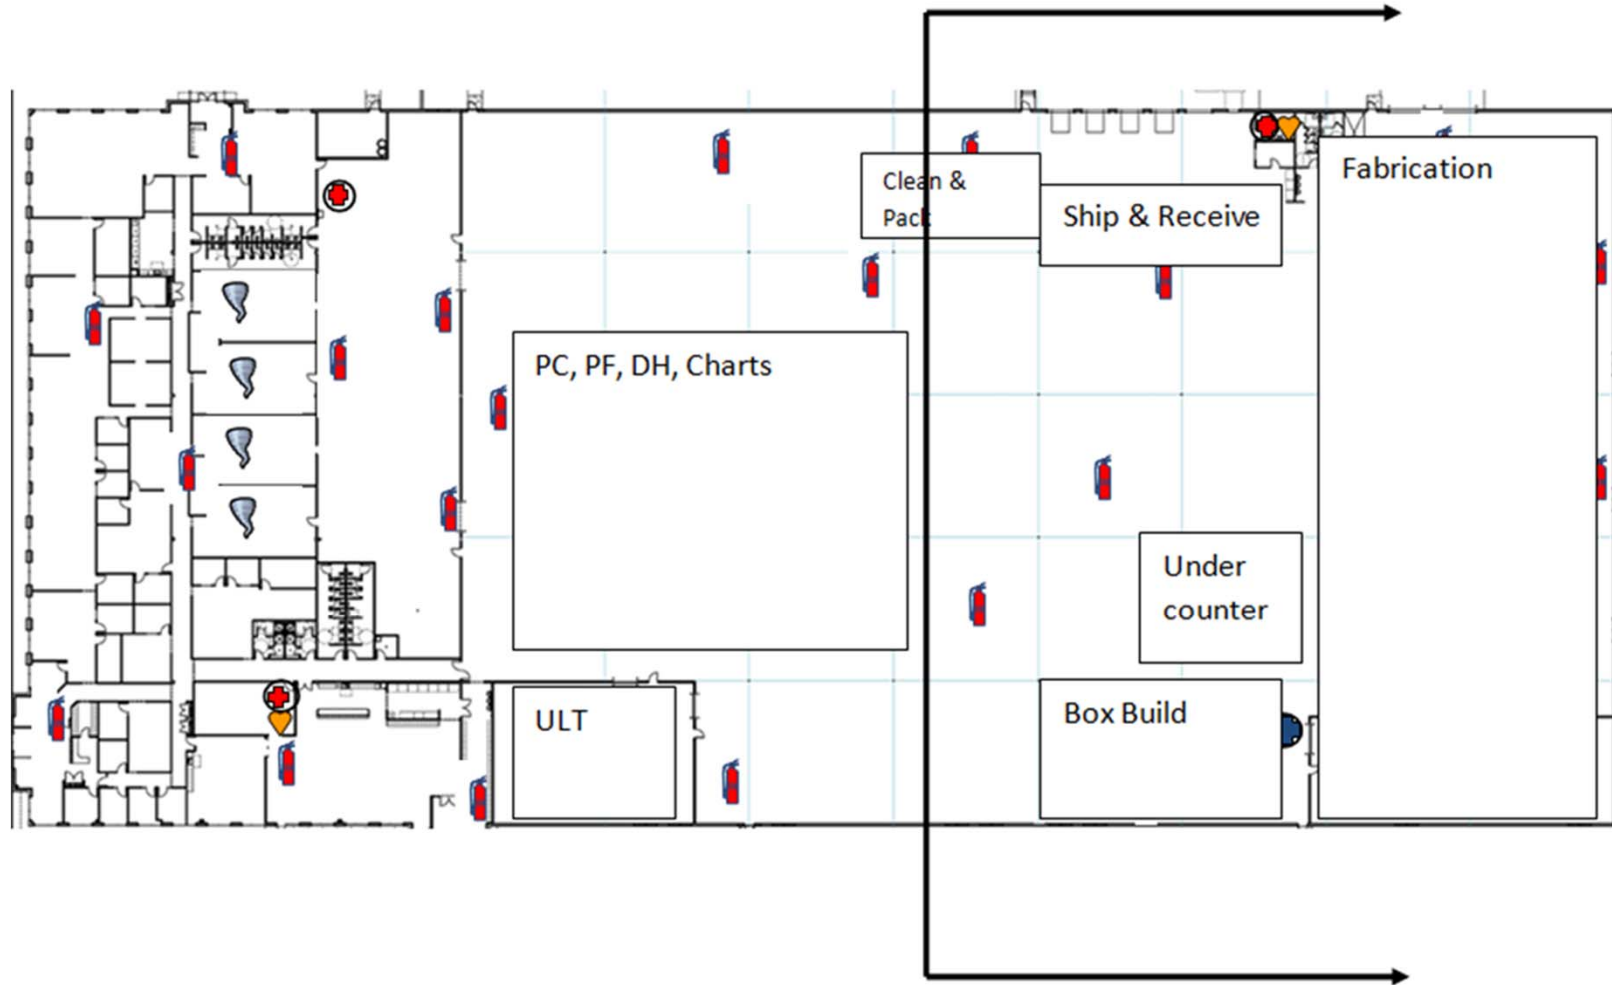 Clean &
Pack
Ship & Receive
Fabrication
PC, PF, DH, Charts
Under
counter
ULT
Box Build